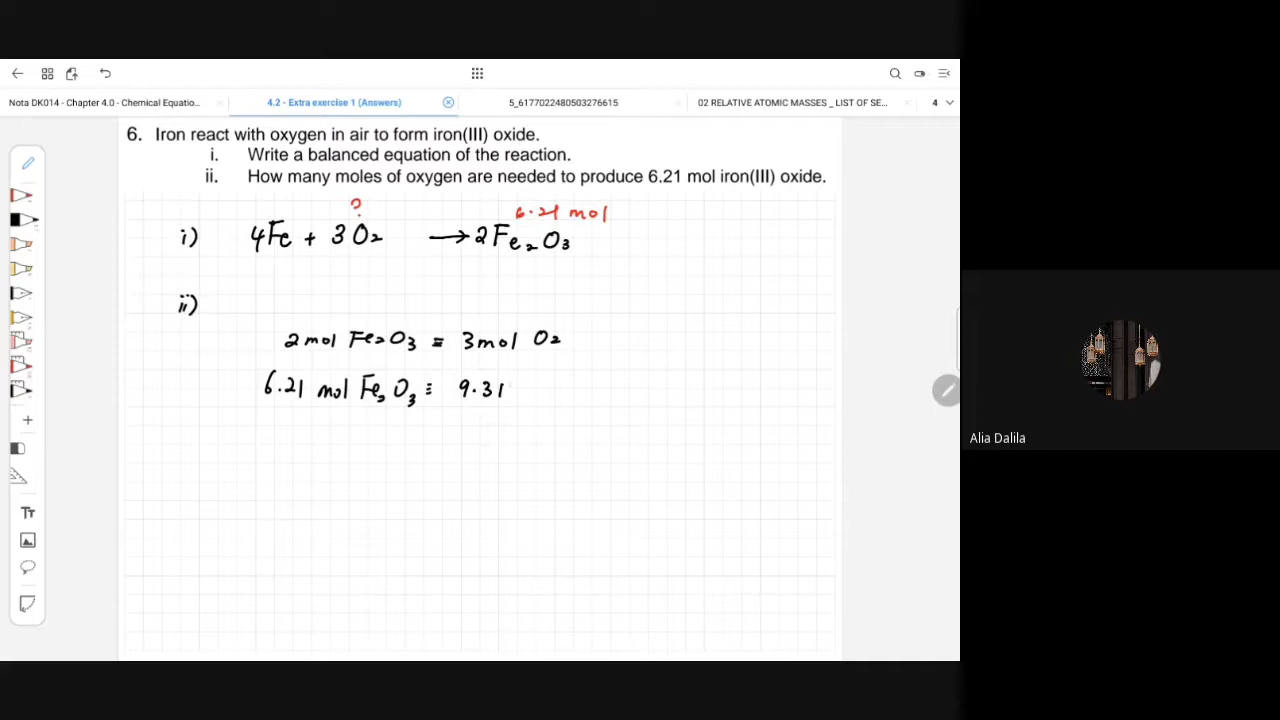 Nota DK014 - Chapter 4.0 - Chemical Equatio...
4.2 - Extra exercise 1 (Answers)
5_6177022480503276615
02 RELATIVE ATOMIC MASSES _ LIST OF SE...
4
6. Iron react with oxygen in air to form iron(III) oxide.
i. Write a balanced equation of the reaction.
ii. How many moles of oxygen are needed to produce 6.21 mol iron(III) oxide.
? 6.21 mol
i) 4Fe + 3O₂ → 2Fe₂O₃
ii)
2 mol Fe₂O₃ ≡ 3 mol O₂
6.21 mol Fe₂O₃ ≡ 9.31
Tt
Alia Dalila